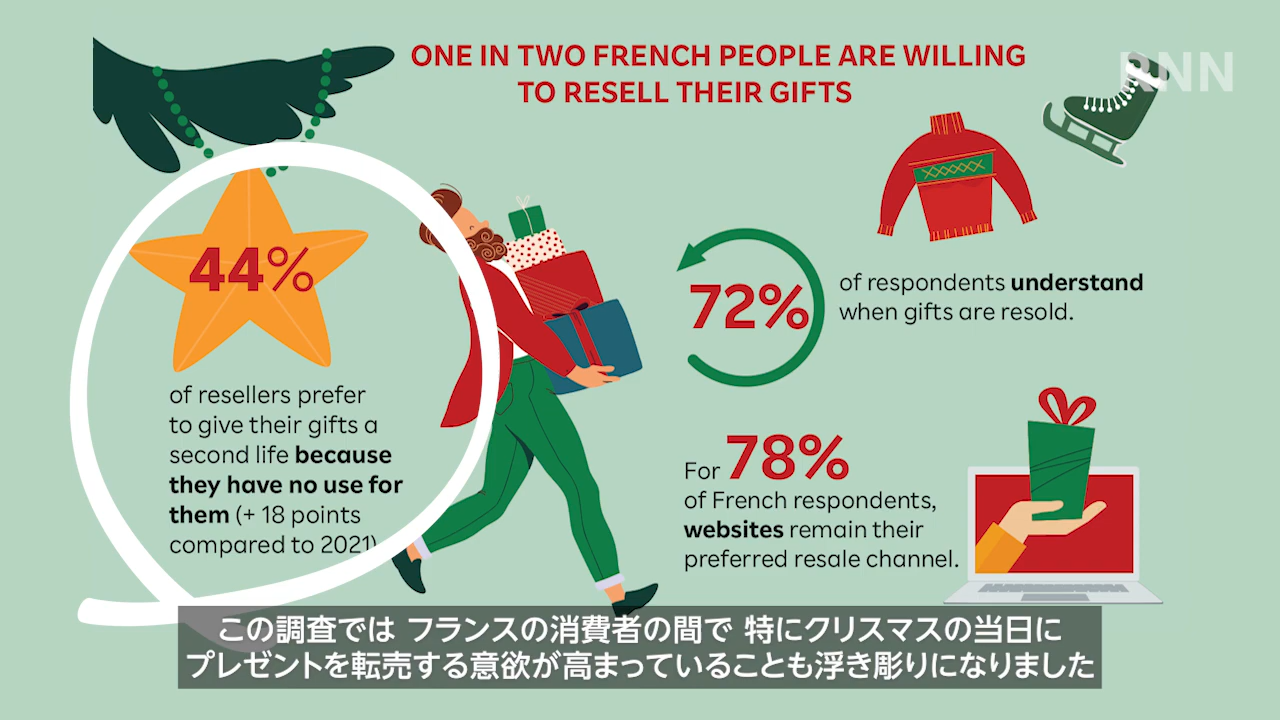 ONE IN TWO FRENCH PEOPLE ARE WILLING
TO RESELL THEIR GIFTS
RNN
44%
of resellers prefer
to give their gifts a
second life because
they have no use for
them (+ 18 points
compared to 2021)
72%
of respondents understand
when gifts are resold.
For 78%
of French respondents,
websites remain their
preferred resale channel.
この調査では フランスの消費者の間で 特にクリスマスの当日に
プレゼントを転売する意欲が高まっていることも浮き彫りになりました